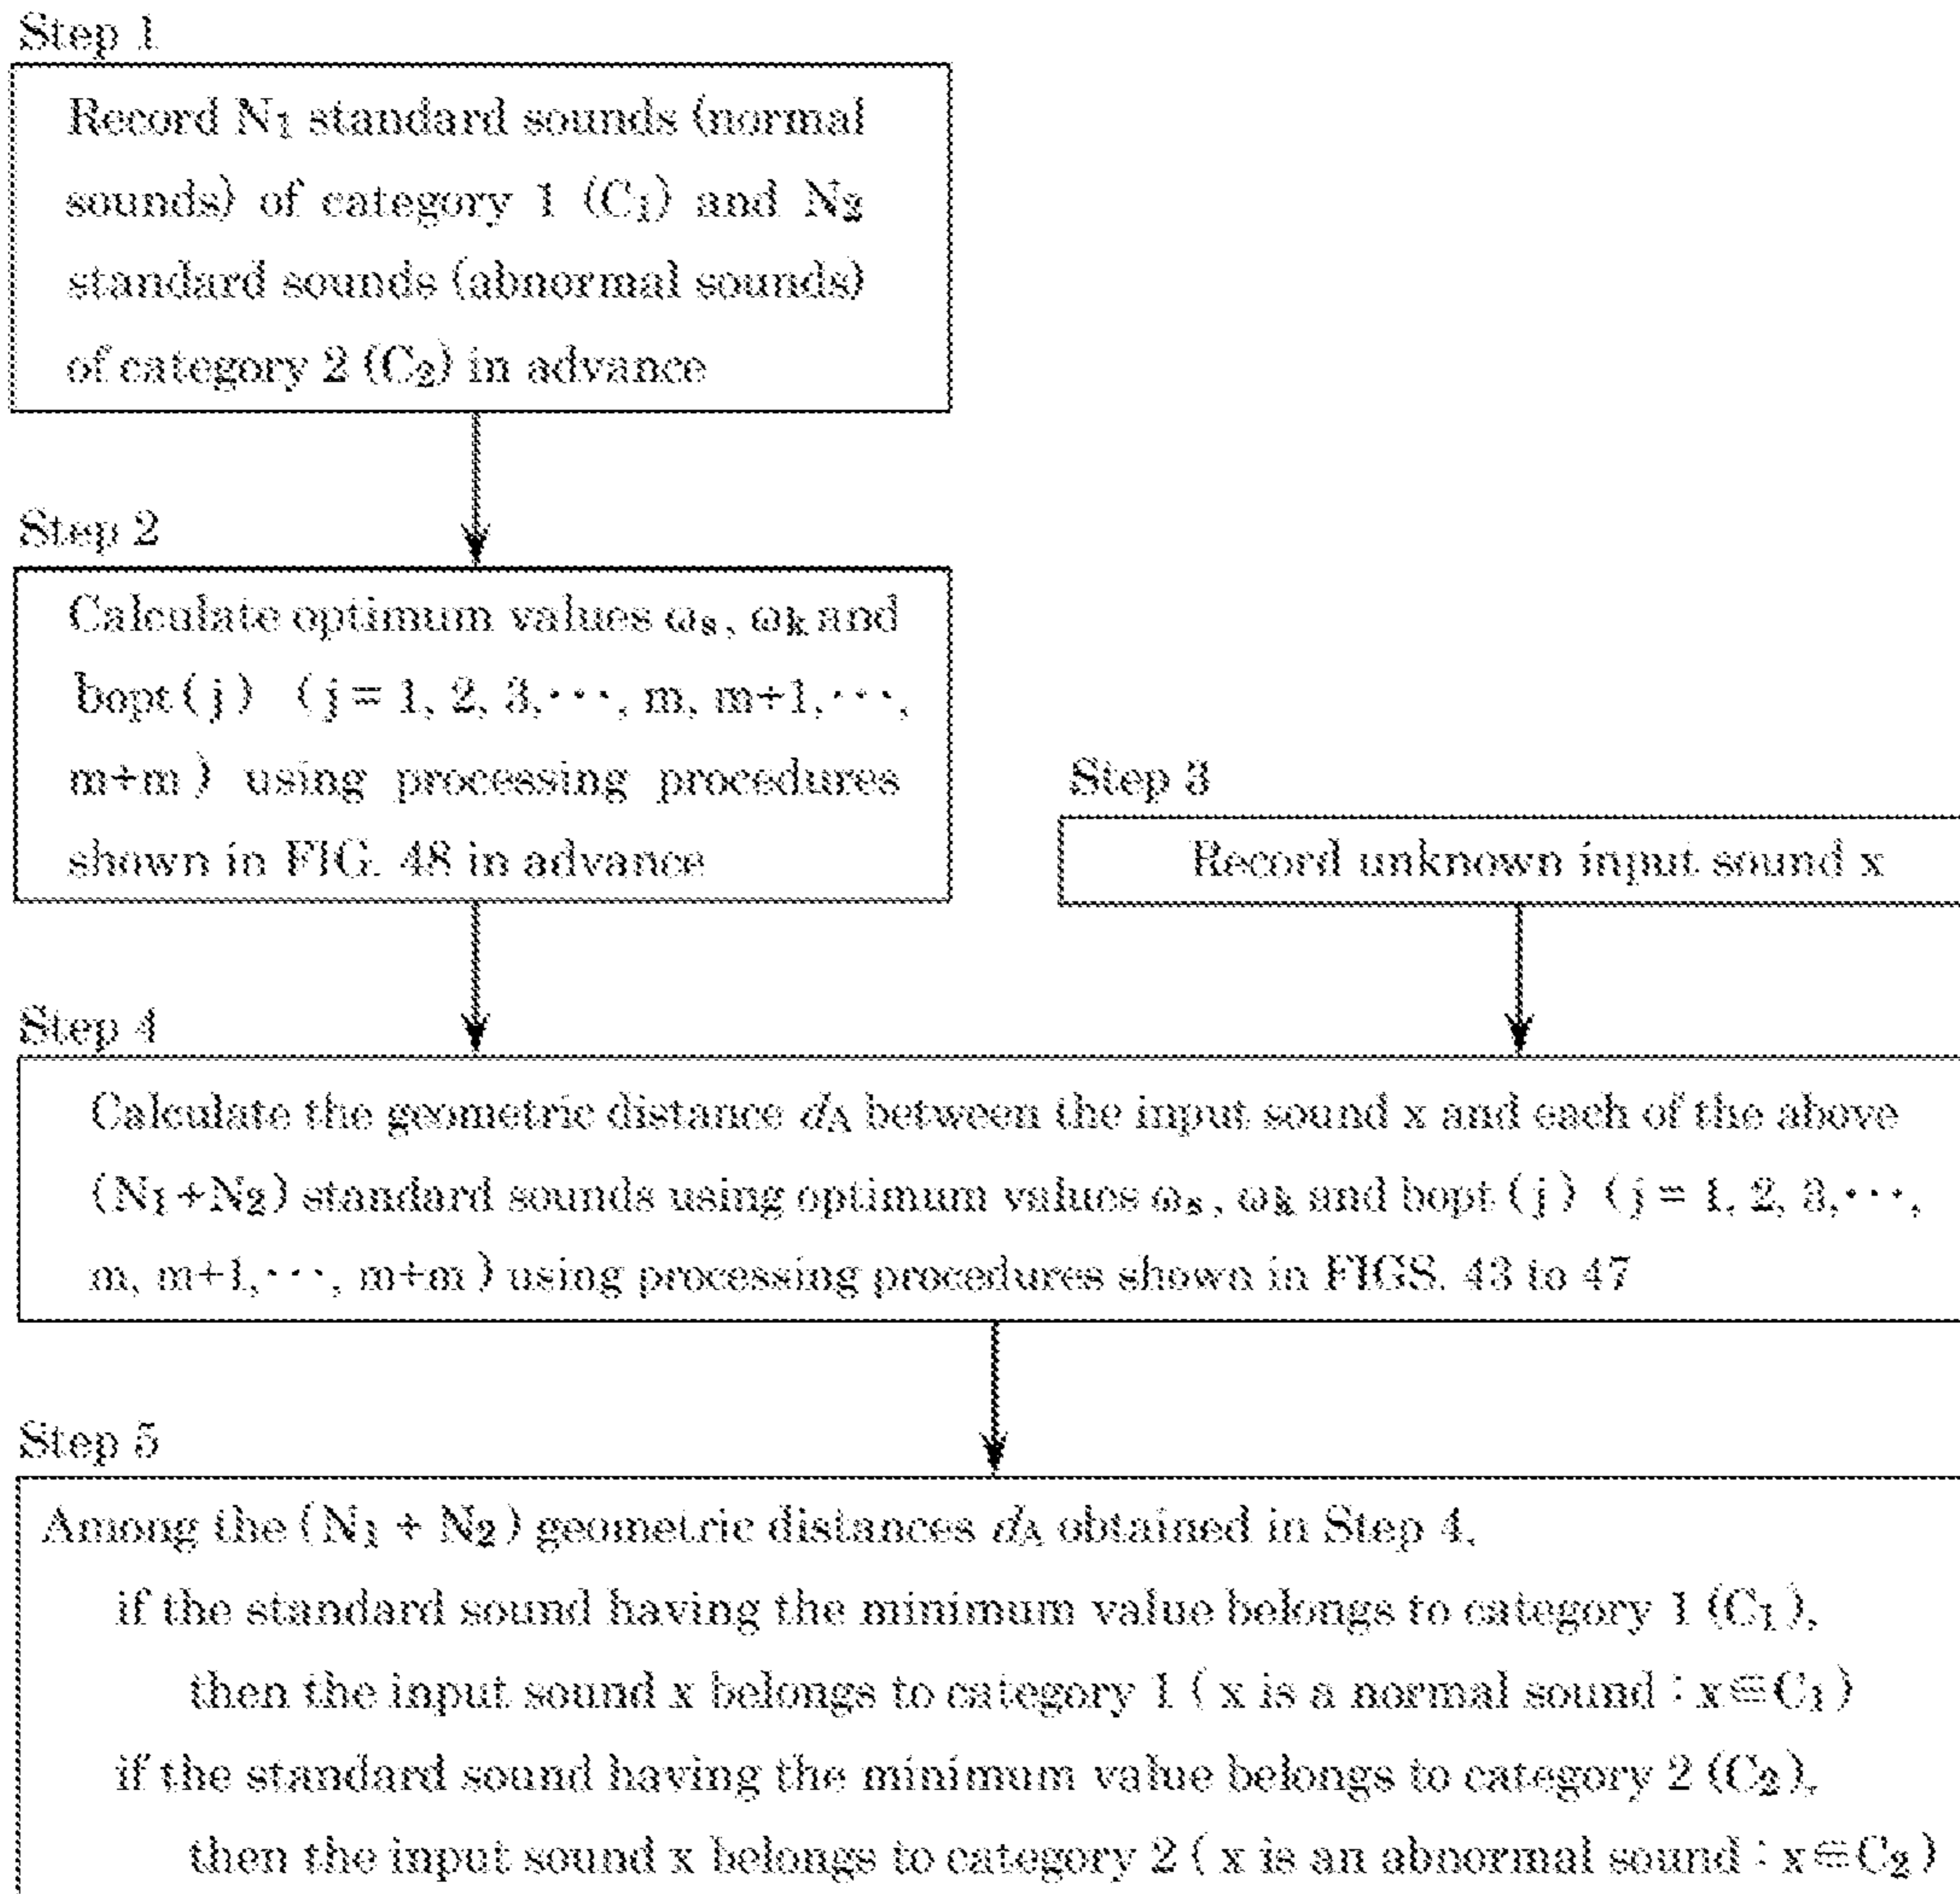 Step 1
Record N₁ standard sounds (normal
sounds) of category 1 (C₁) and N₂
standard sounds (abnormal sounds)
of category 2 (C₂) in advance
Step 2
Calculate optimum values ωₛ, ωₖ and
bopt(j) (j = 1, 2, 3,···, m, m+1,···,
m+m) using processing procedures
shown in FIG. 48 in advance
Step 3
Record unknown input sound x
Step 4
Calculate the geometric distance dA between the input sound x and each of the above
(N₁+N₂) standard sounds using optimum values ωₛ, ωₖ and bopt(j) (j = 1, 2, 3,···,
m, m+1,···, m+m) using processing procedures shown in FIGS. 43 to 47
Step 5
Among the (N₁ + N₂) geometric distances dA obtained in Step 4,
if the standard sound having the minimum value belongs to category 1 (C₁),
then the input sound x belongs to category 1 ( x is a normal sound : x∈C₁)
if the standard sound having the minimum value belongs to category 2 (C₂),
then the input sound x belongs to category 2 ( x is an abnormal sound : x∈C₂)